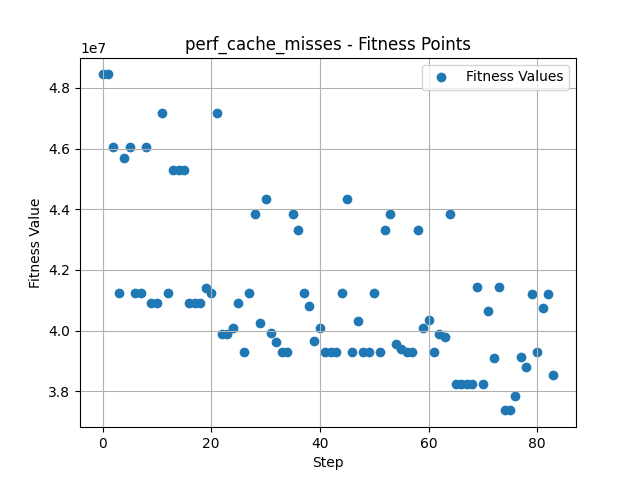 perf_cache_misses - Fitness Points
1e7
Fitness Values
4.8
4.6
4.4
4.2
4.0
3.8
Fitness Value
0 20 40 60 80
Step